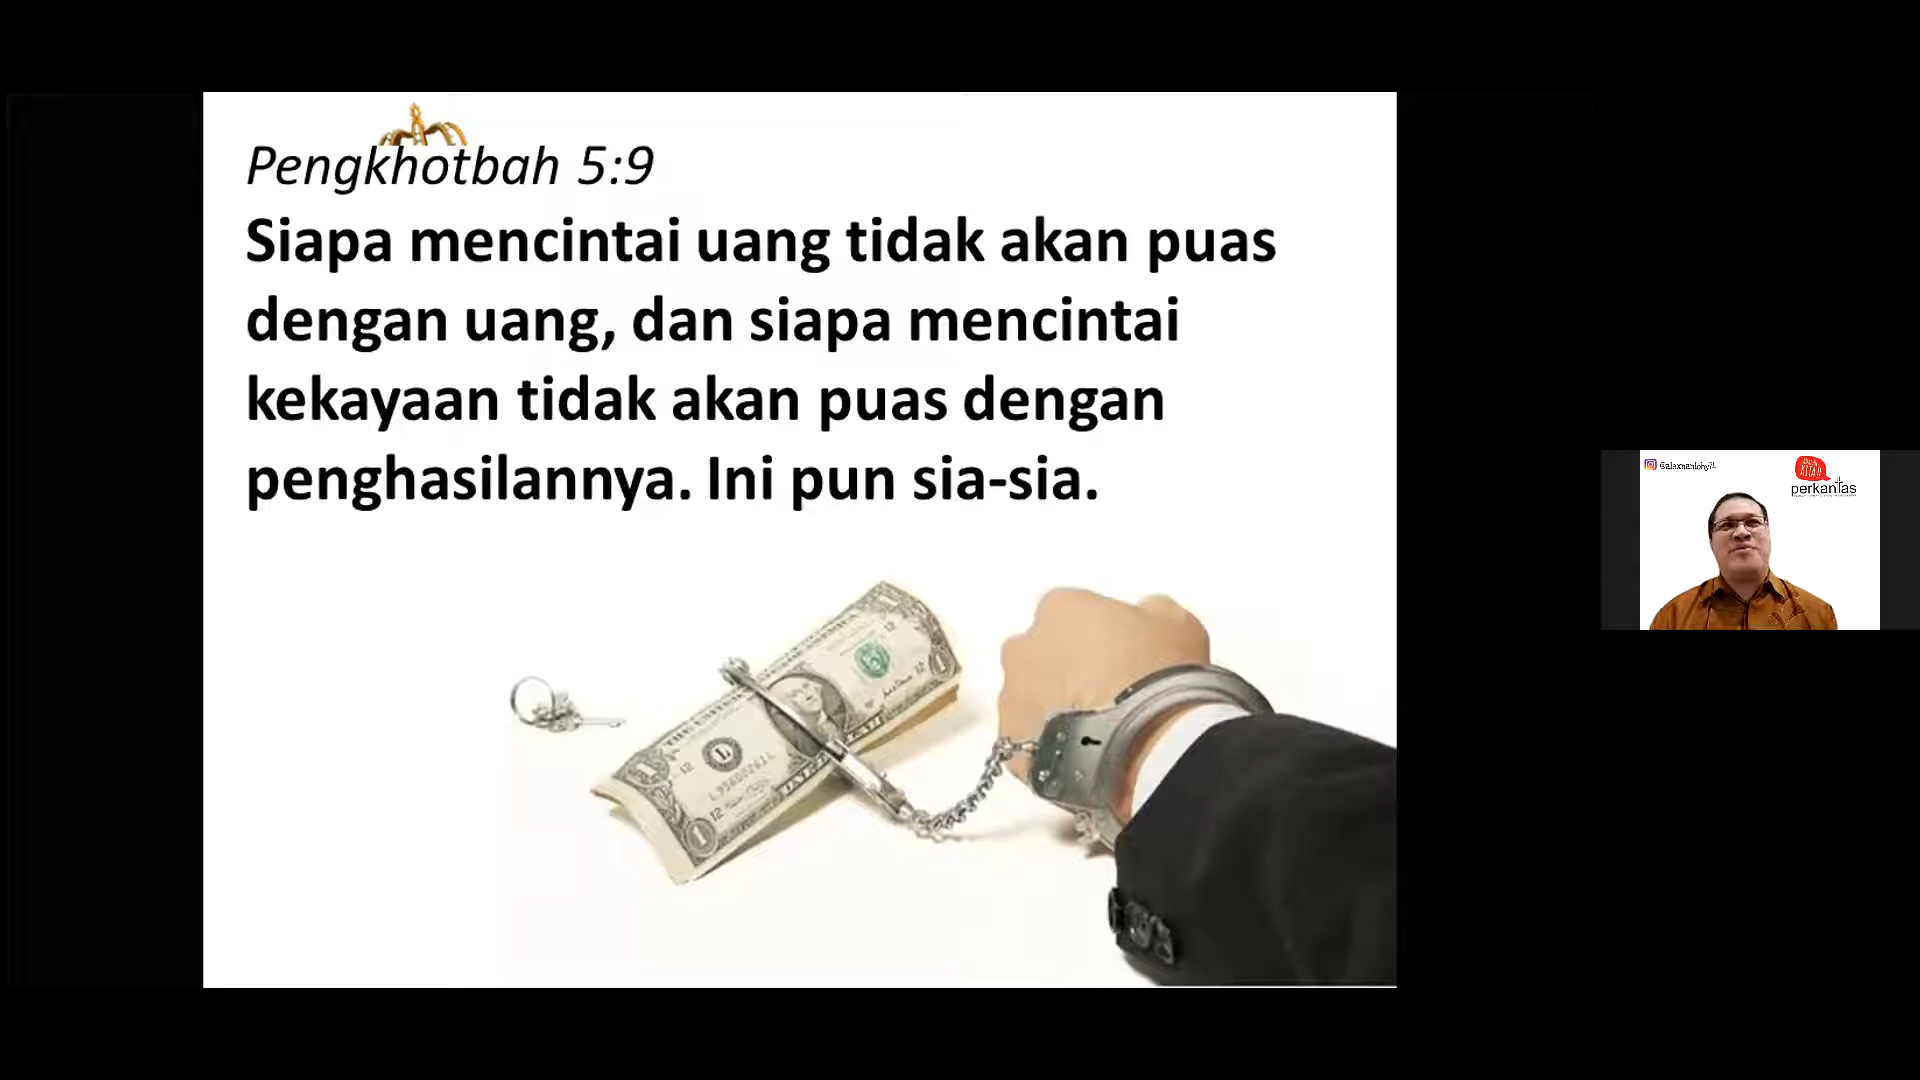 Pengkhotbah 5:9
Siapa mencintai uang tidak akan puas
dengan uang, dan siapa mencintai
kekayaan tidak akan puas dengan
penghasilannya. Ini pun sia-sia.
perkantas